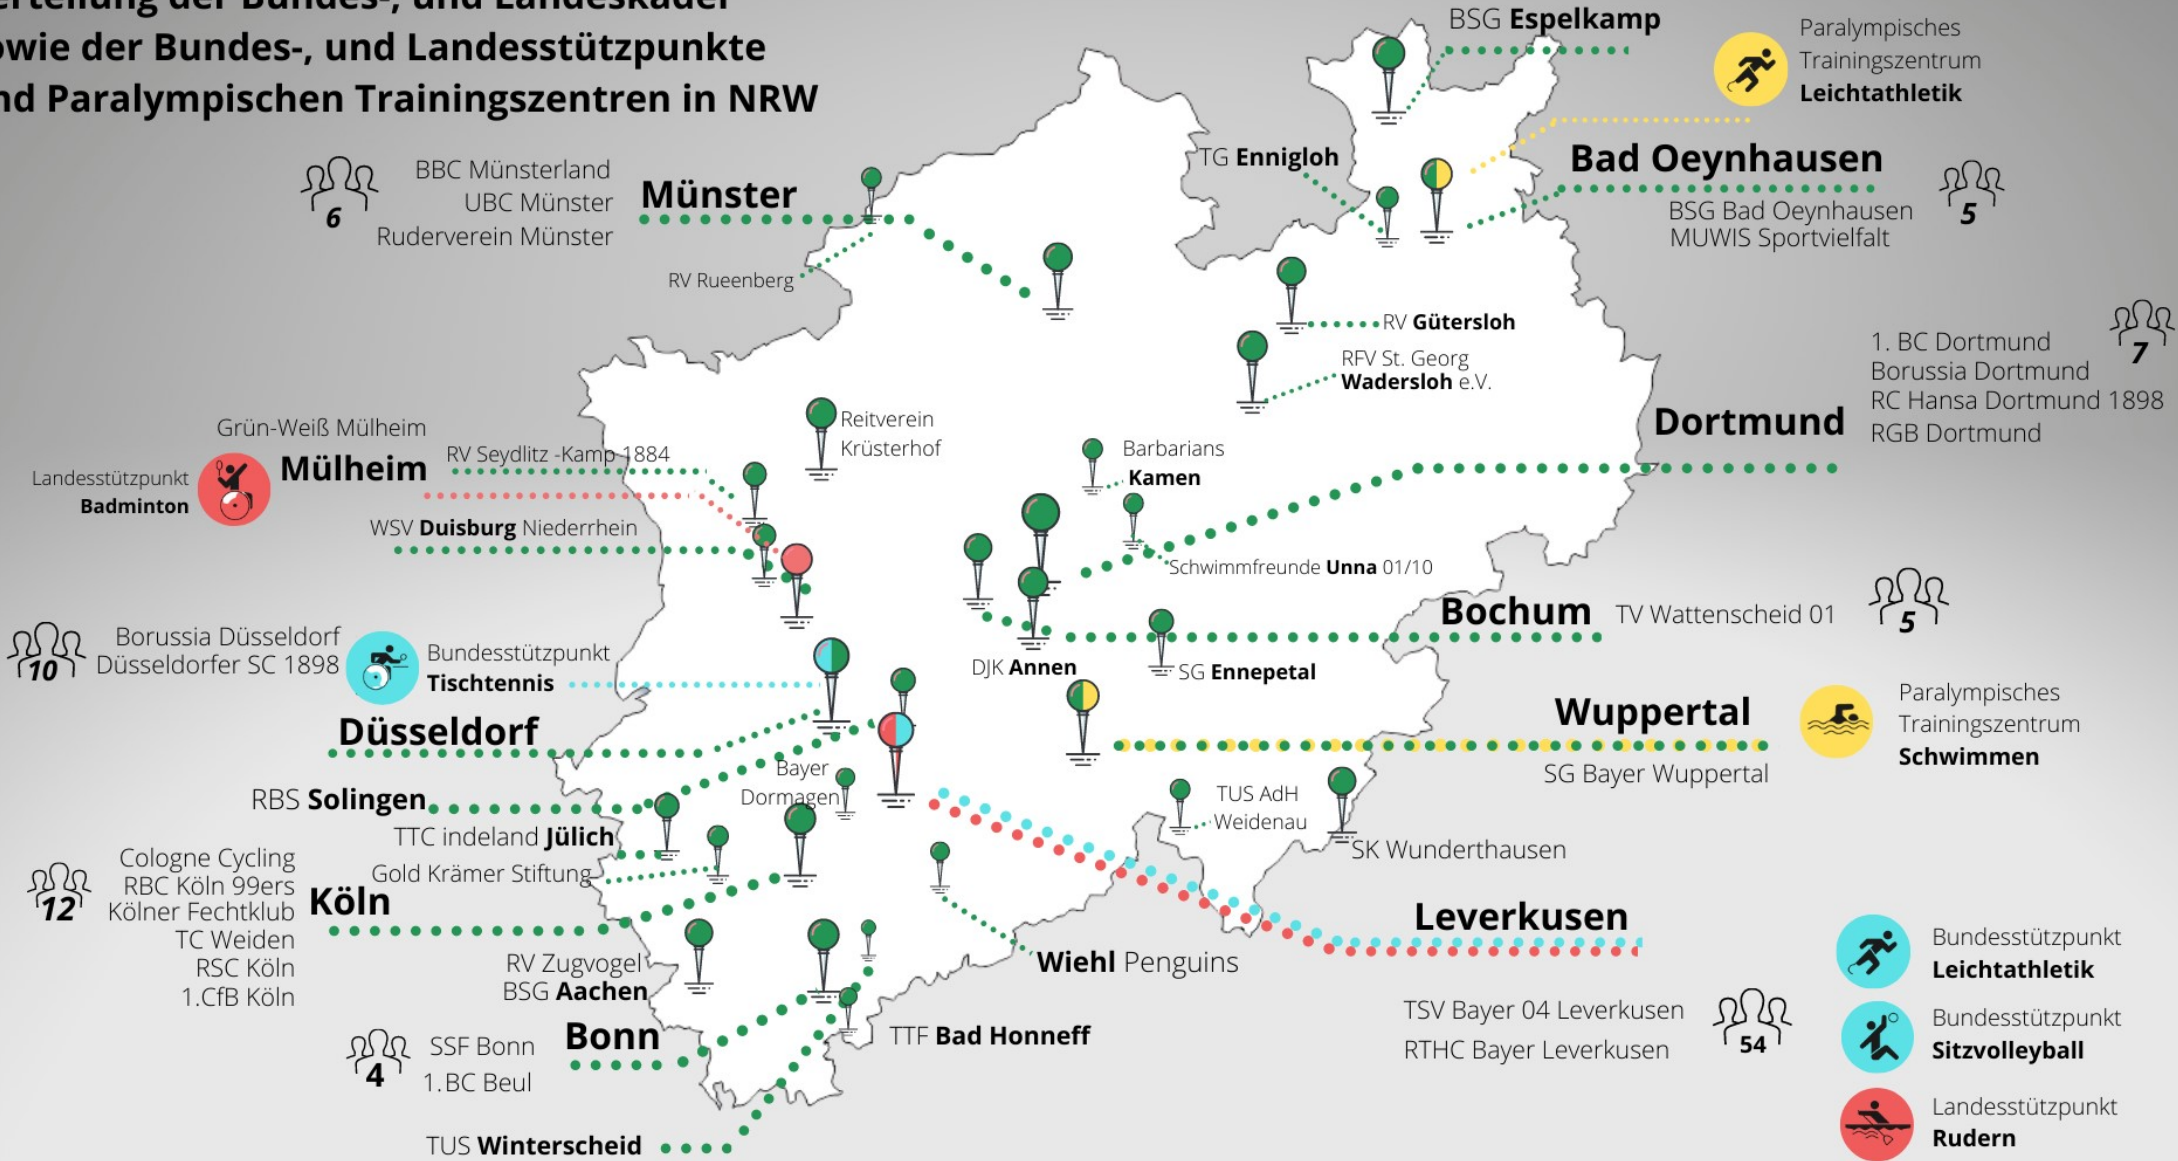 erteilung der Bundes-, und Landeskader
owie der Bundes-, und Landesstützpunkte
nd Paralympischen Trainingszentren in NRW
BSG Espelkamp
Paralympisches
Trainingszentrum
Leichtathletik
TG Ennigloh
Bad Oeynhausen
BSG Bad Oeynhausen
MUWIS Sportvielfalt
5
6
BBC Münsterland
UBC Münster
Ruderverein Münster
Münster
RV Rueenberg
RV Gütersloh
RFV St. Georg
Wadersloh e.V.
7
1. BC Dortmund
Borussia Dortmund
RC Hansa Dortmund 1898
RGB Dortmund
Dortmund
Reitverein
Krüsterhof
Barbarians
Kamen
Grün-Weiß Mülheim
RV Seydlitz -Kamp 1884
Mülheim
Landesstützpunkt
Badminton
WSV Duisburg Niederrhein
Schwimmfreunde Unna 01/10
Bochum
TV Wattenscheid 01
5
DJK Annen
SG Ennepetal
10
Borussia Düsseldorf
Düsseldorfer SC 1898
Bundesstützpunkt
Tischtennis
Düsseldorf
Wuppertal
SG Bayer Wuppertal
Paralympisches
Trainingszentrum
Schwimmen
Bayer
Dormagen
RBS Solingen
TTC indeland Jülich
Gold Krämer Stiftung
TUS AdH
Weidenau
SK Wunderthausen
12
Cologne Cycling
RBC Köln 99ers
Kölner Fechtklub
TC Weiden
RSC Köln
1.CfB Köln
Köln
RV Zugvogel
BSG Aachen
Wiehl Penguins
Leverkusen
TSV Bayer 04 Leverkusen
RTHC Bayer Leverkusen
54
Bundesstützpunkt
Leichtathletik
Bundesstützpunkt
Sitzvolleyball
Landesstützpunkt
Rudern
4
SSF Bonn
1.BC Beul
Bonn
TTF Bad Honneff
TUS Winterscheid